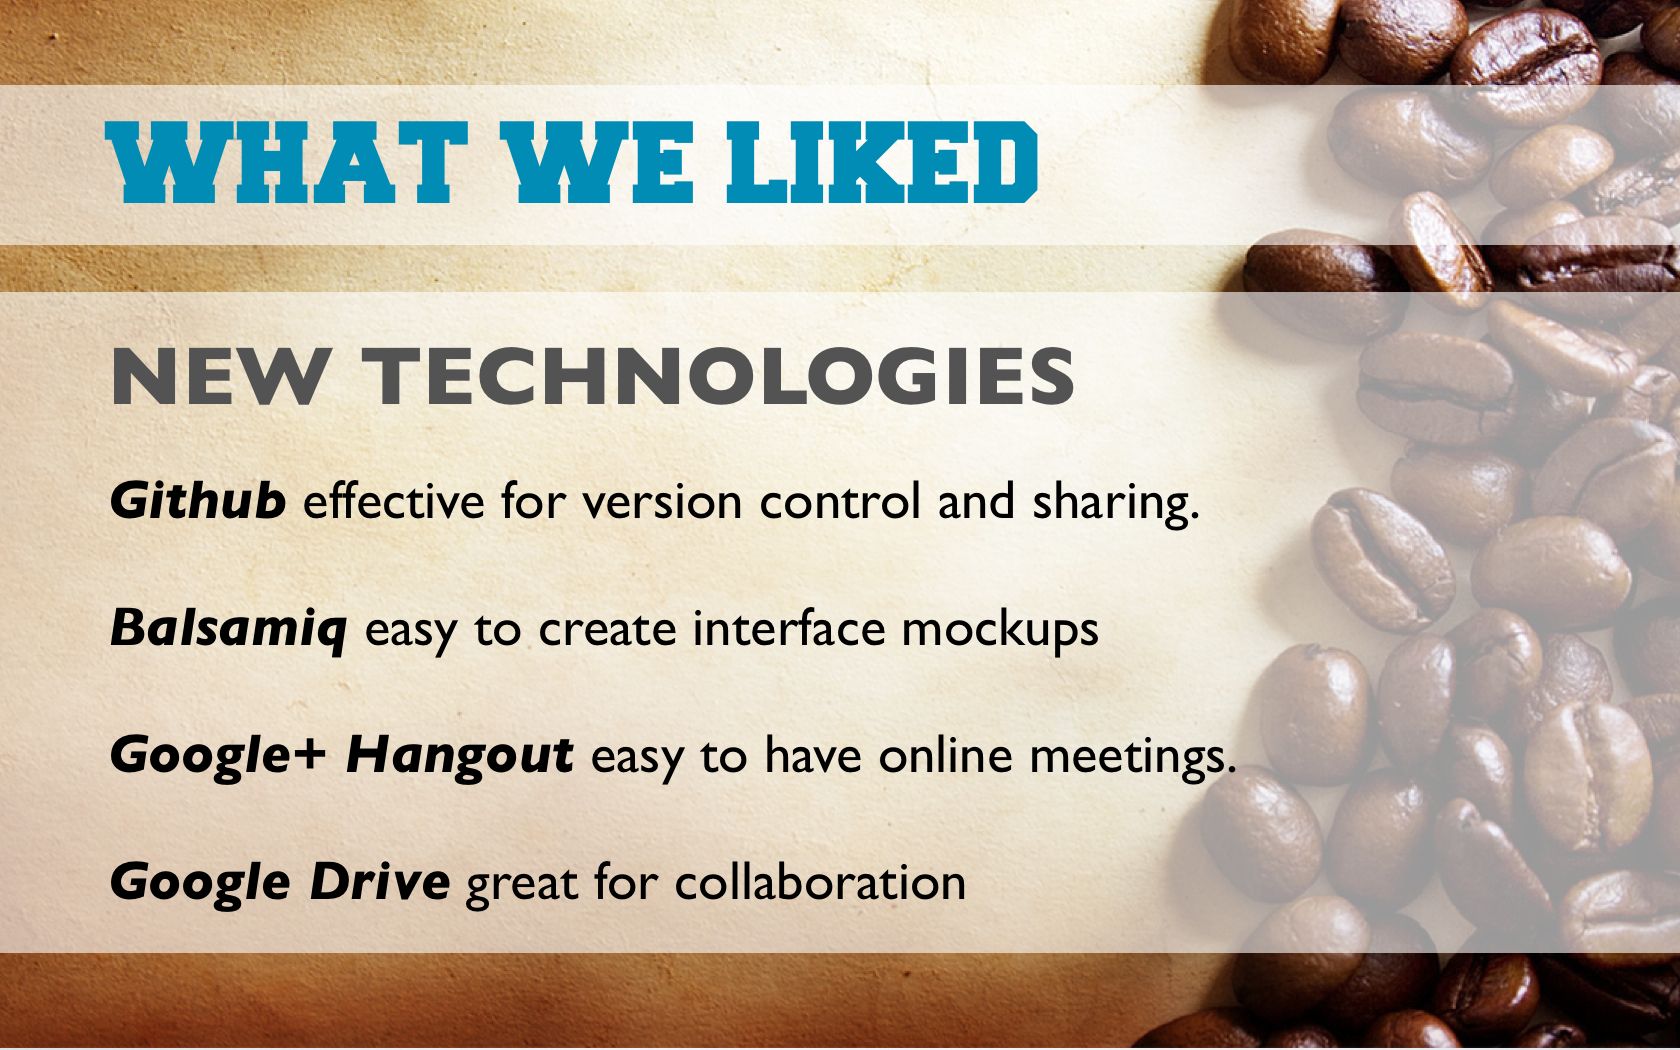 WHAT WE LIKED
NEW TECHNOLOGIES
Github effective for version control and sharing.
Balsamiq easy to create interface mockups
Google+ Hangout easy to have online meetings.
Google Drive great for collaboration